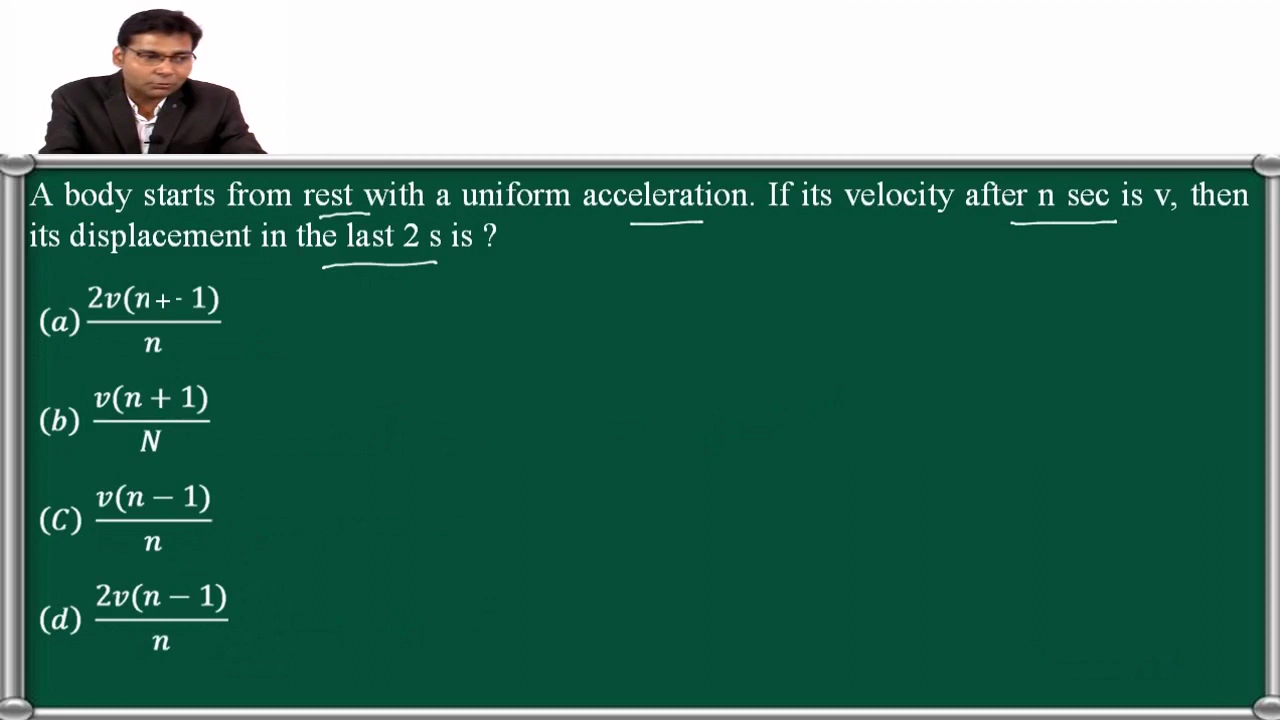 A body starts from rest with a uniform acceleration. If its velocity after n sec is v, then
its displacement in the last 2 s is ?
(a) 2v(n+- 1)
n
(b) v(n + 1)
N
(C) v(n − 1)
n
(d) 2v(n − 1)
n